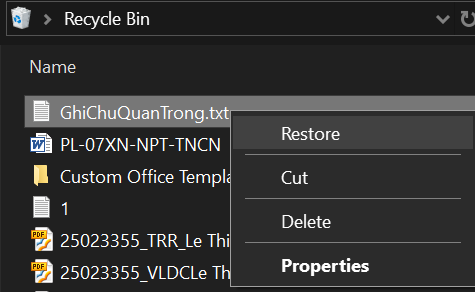 Recycle Bin
Name
GhiChuQuanTrong.txt
PL-07XN-NPT-TNCN
Custom Office Templa
1
25023355_TRR_Le Thi
25023355_VLDCLe Th
Restore
Cut
Delete
Properties